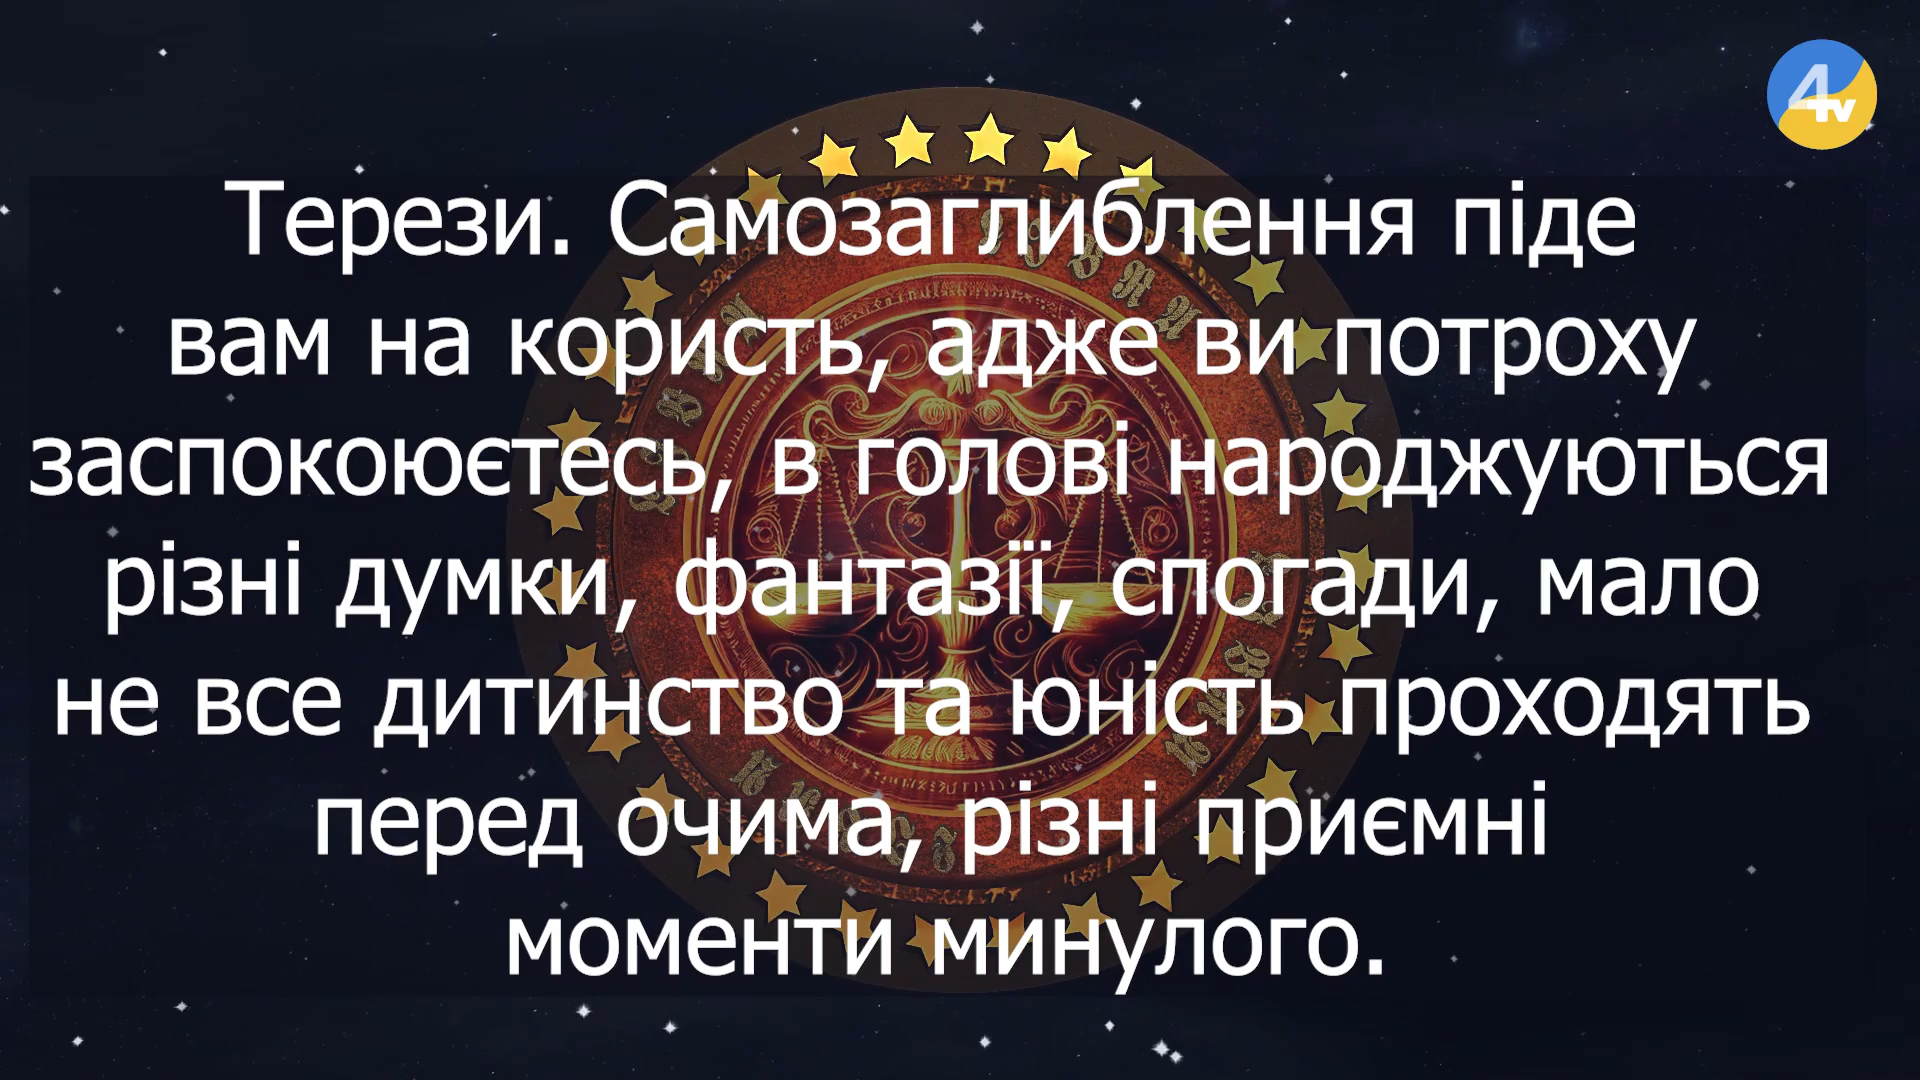 4tv
Терези. Самозаглиблення піде
вам на користь, адже ви потроху
заспокоюєтесь, в голові народжуються
різні думки, фантазії, спогади, мало
не все дитинство та юність проходять
перед очима, різні приємні
моменти минулого.